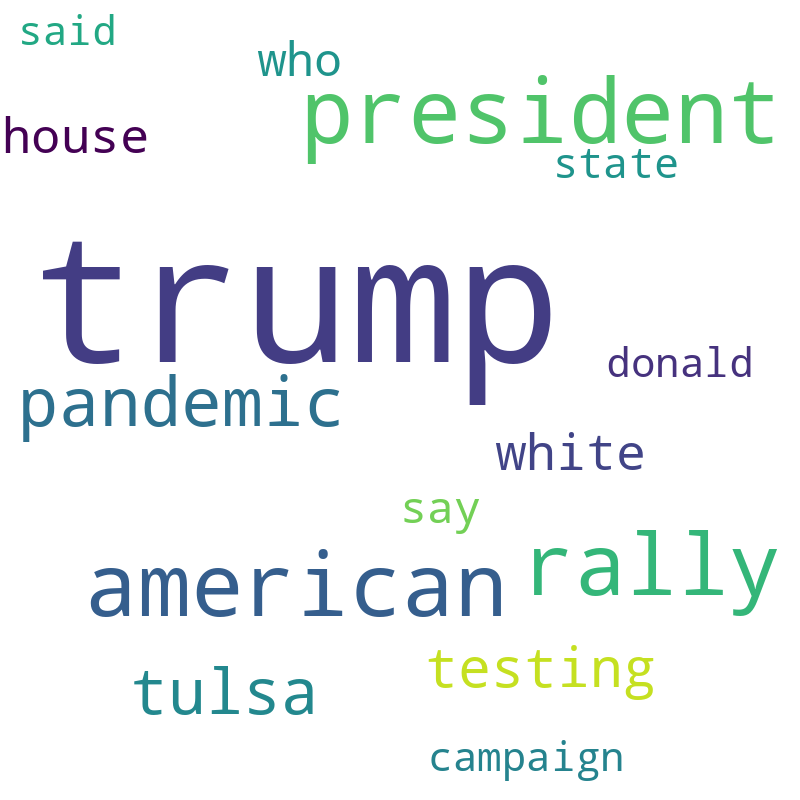 said
who
president
house
state
trump
donald
pandemic
white
say
american
rally
testing
tulsa
campaign